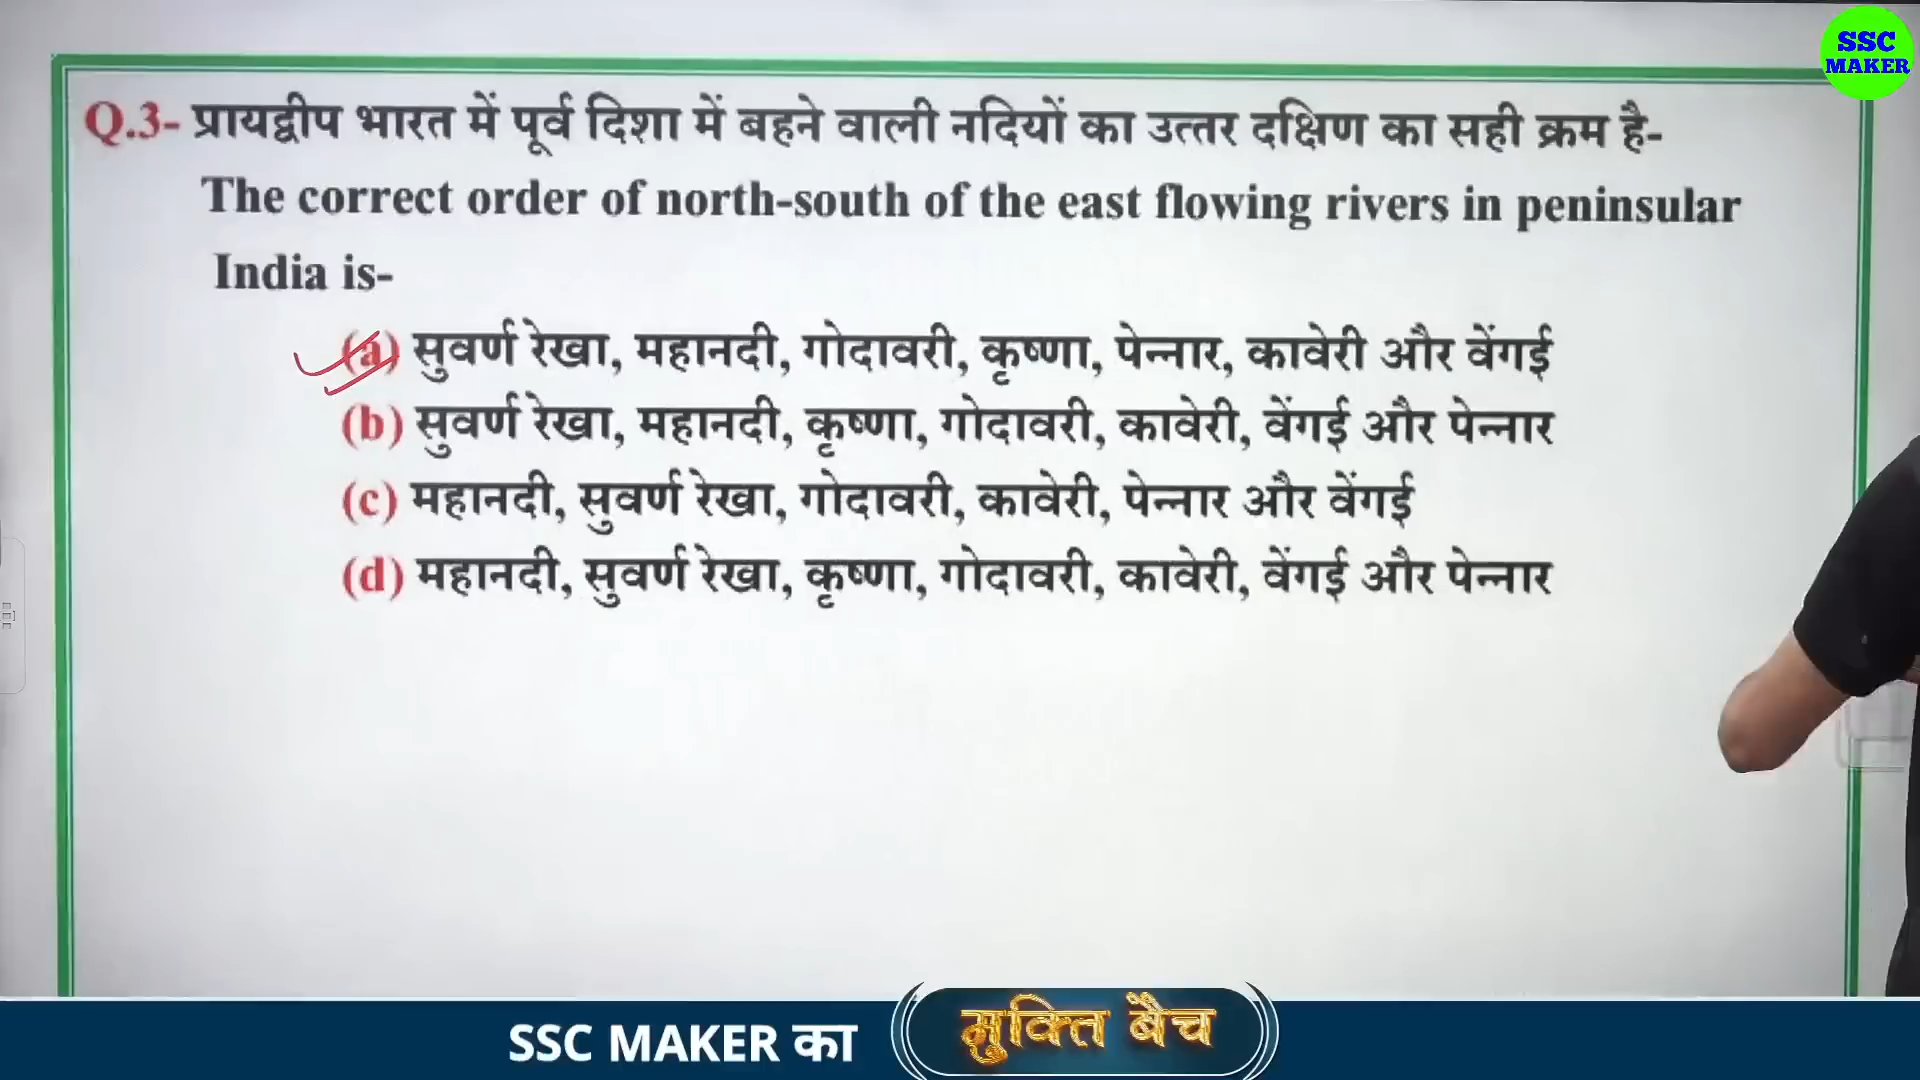 SSC
MAKER
Q.3- प्रायद्वीप भारत में पूर्व दिशा में बहने वाली नदियों का उत्तर दक्षिण का सही क्रम है-
The correct order of north-south of the east flowing rivers in peninsular
India is-
(a) सुवर्ण रेखा, महानदी, गोदावरी, कृष्णा, पेन्नार, कावेरी और वेंगई
(b) सुवर्ण रेखा, महानदी, कृष्णा, गोदावरी, कावेरी, वेंगई और पेन्नार
(c) महानदी, सुवर्ण रेखा, गोदावरी, कावेरी, पेन्नार और वेंगई
(d) महानदी, सुवर्ण रेखा, कृष्णा, गोदावरी, कावेरी, वेंगई और पेन्नार
SSC MAKER का मुक्ति बैच